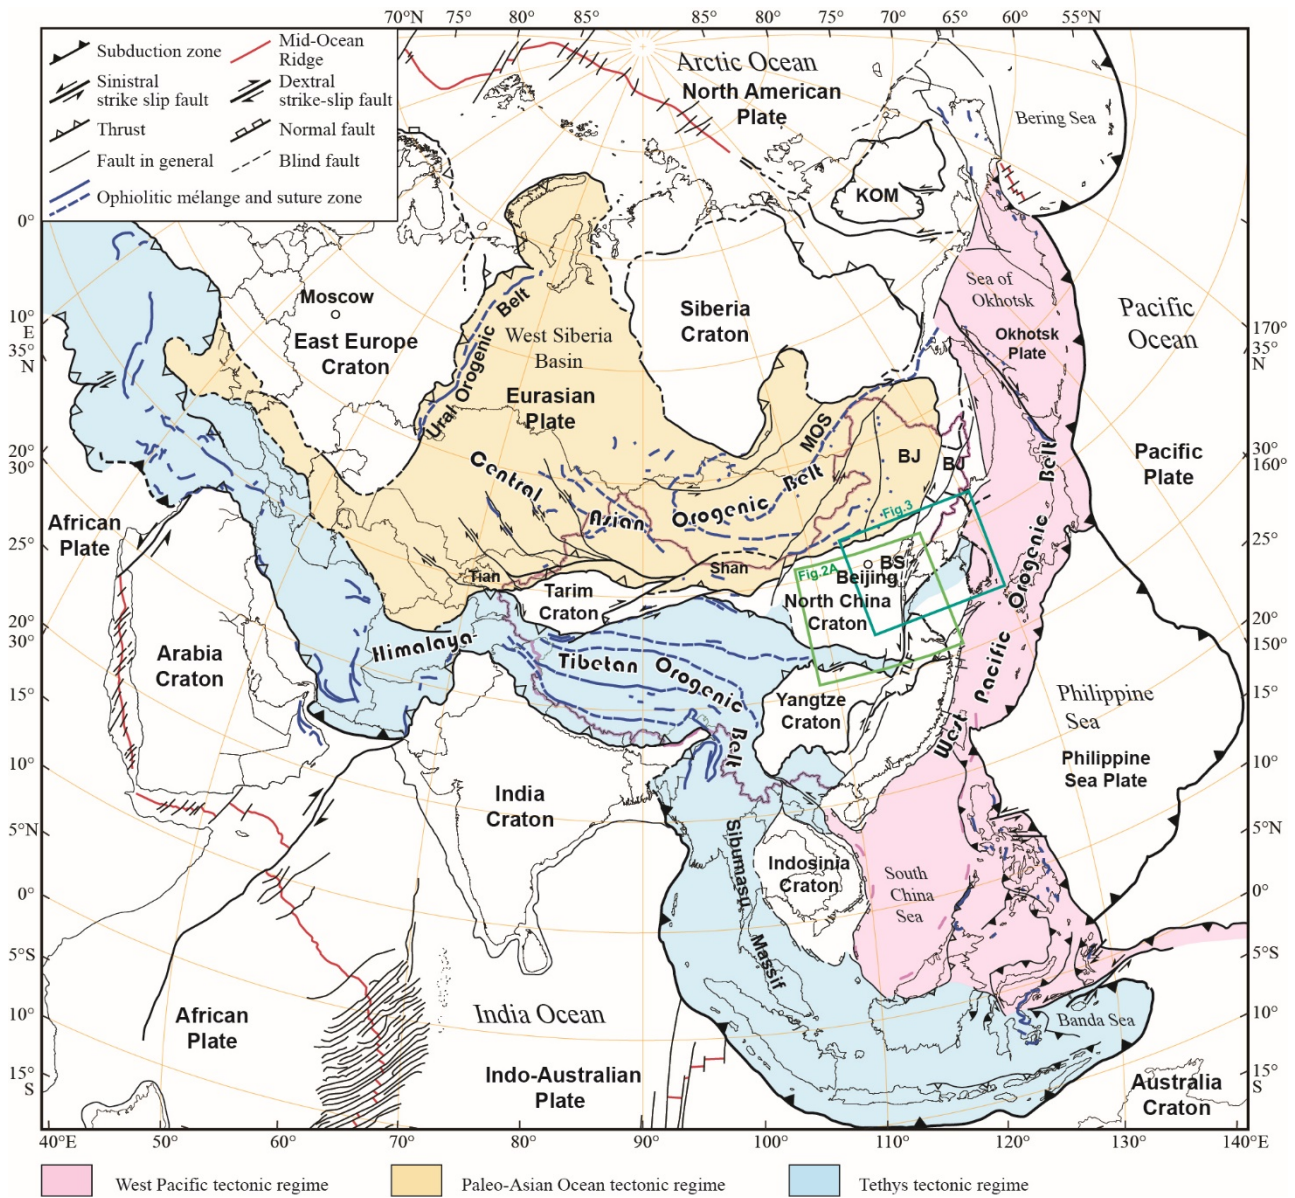 70°N 75° 80° 85° 85° 80° 75° 70° 65° 60° 55°N
Subduction zone
Mid-Ocean
Ridge
Sinistral
strike slip fault
Dextral
strike-slip fault
Thrust
Normal fault
Fault in general
Blind fault
Ophiolitic mélange and suture zone
Arctic Ocean
North American
Plate
Bering Sea
KOM
0°
10°
E
35°
N
20°
30°
25°
20°
30°
15°
10°
5°N
0°
5°S
10°
15°
S
Moscow
East Europe
Craton
Ural Orogenic Belt
West Siberia
Basin
Eurasian
Plate
Siberia
Craton
Sea of
Okhotsk
Okhotsk
Plate
Pacific
Ocean
170°
35°
N
MOS
BJ
BJ
Central Asian Orogenic Belt
Pacific
Plate
30°
160°
African
Plate
Fig.3
25°
Tian Shan
Fig.2A
BS
Beijing
North China
Craton
Tarim
Craton
20°
150°
Himalaya-Tibetan Orogenic Belt
TLF
West Pacific Orogenic Belt
Arabia
Craton
Yangtze
Craton
Philippine
Sea
15°
Philippine
Sea Plate
10°
India
Craton
Sibumasu Massif
Indosinia
Craton
South
China
Sea
5°N
0°
5°S
African
Plate
India Ocean
Banda Sea
10°
Indo-Australian
Plate
Australia
Craton
15°
S
40°E 50° 60° 70° 80° 90° 100° 110° 120° 130° 140°E
West Pacific tectonic regime
Paleo-Asian Ocean tectonic regime
Tethys tectonic regime